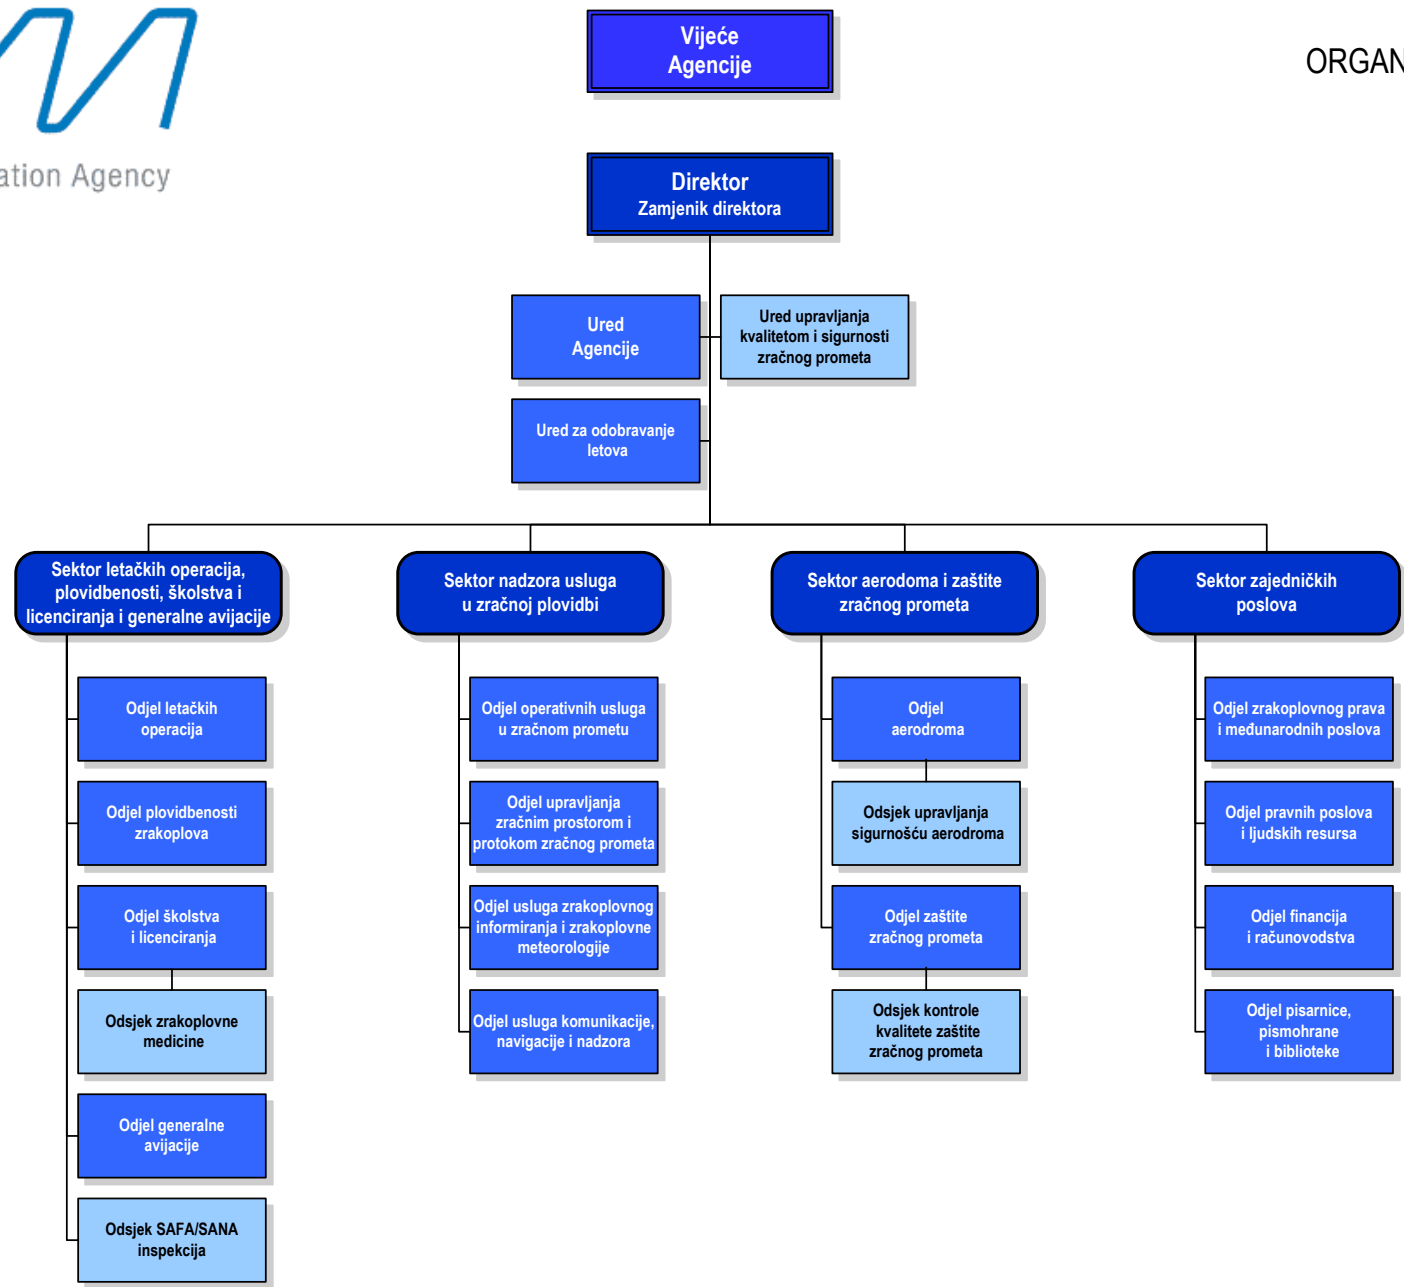 Vijeće
Agencije
ORGAN
ation Agency
Direktor
Zamjenik direktora
Ured
Agencije
Ured upravljanja
kvalitetom i sigurnosti
zračnog prometa
Ured za odobravanje
letova
Sektor letačkih operacija,
plovidbenosti, školstva i
licenciranja i generalne avijacije
Sektor nadzora usluga
u zračnoj plovidbi
Sektor aerodoma i zaštite
zračnog prometa
Sektor zajedničkih
poslova
Odjel letačkih
operacija
Odjel plovidbenosti
zrakoplova
Odjel školstva
i licenciranja
Odsjek zrakoplovne
medicine
Odjel generalne
avijacije
Odsjek SAFA/SANA
inspekcija
Odjel operativnih usluga
u zračnom prometu
Odjel upravljanja
zračnim prostorom i
protokom zračnog prometa
Odjel usluga zrakoplovnog
informiranja i zrakoplovne
meteorologije
Odjel usluga komunikacije,
navigacije i nadzora
Odjel
aerodroma
Odsjek upravljanja
sigurnošću aerodroma
Odjel zaštite
zračnog prometa
Odsjek kontrole
kvalitete zaštite
zračnog prometa
Odjel zrakoplovnog prava
i međunarodnih poslova
Odjel pravnih poslova
i ljudskih resursa
Odjel financija
i računovodstva
Odjel pisarnice,
pismohrane
i biblioteke